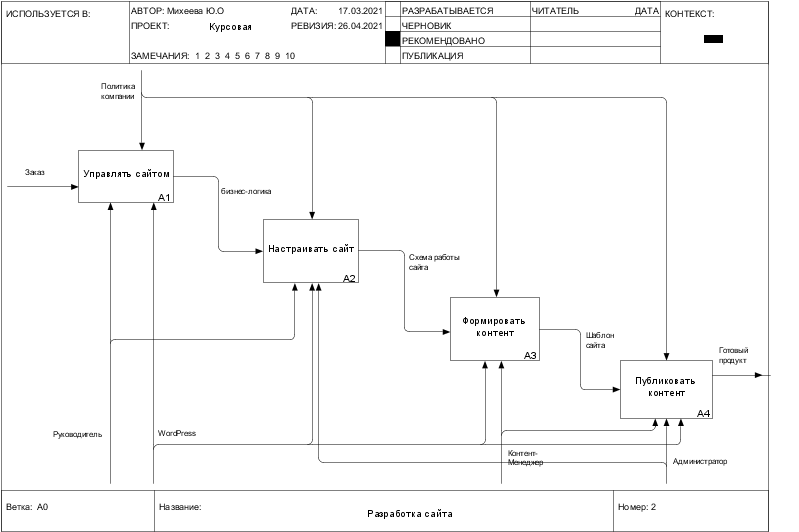 ИСПОЛЬЗУЕТСЯ В:
АВТОР: Михеева Ю.О
ДАТА: 17.03.2021
ПРОЕКТ: Курсовая
РЕВИЗИЯ: 26.04.2021
ЗАМЕЧАНИЯ: 1 2 3 4 5 6 7 8 9 10
РАЗРАБАТЫВАЕТСЯ
ЧЕРНОВИК
РЕКОМЕНДОВАНО
ПУБЛИКАЦИЯ
ЧИТАТЕЛЬ ДАТА
КОНТЕКСТ:
Политика
компании
Заказ
Управлять сайтом
A1
бизнес-логика
Настраивать сайт
A2
Схема работы
сайта
Формировать
контент
A3
Шаблон
сайта
Публиковать
контент
A4
Готовый
продукт
Руководитель
WordPress
Контент-
Менеджер
Администратор
Ветка: A0
Название:
Разработка сайта
Номер: 2